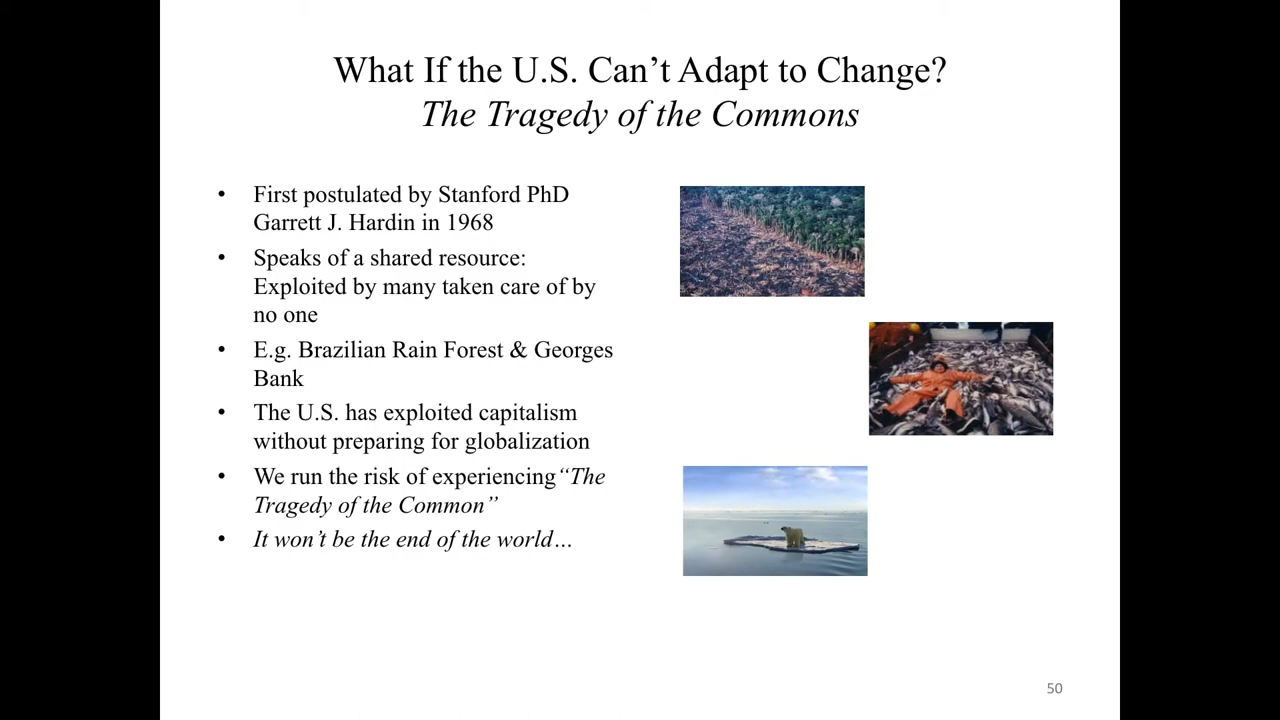 What If the U.S. Can’t Adapt to Change?
The Tragedy of the Commons
• First postulated by Stanford PhD
Garrett J. Hardin in 1968
• Speaks of a shared resource:
Exploited by many taken care of by
no one
• E.g. Brazilian Rain Forest & Georges
Bank
• The U.S. has exploited capitalism
without preparing for globalization
• We run the risk of experiencing“The
Tragedy of the Common”
• It won’t be the end of the world…
50